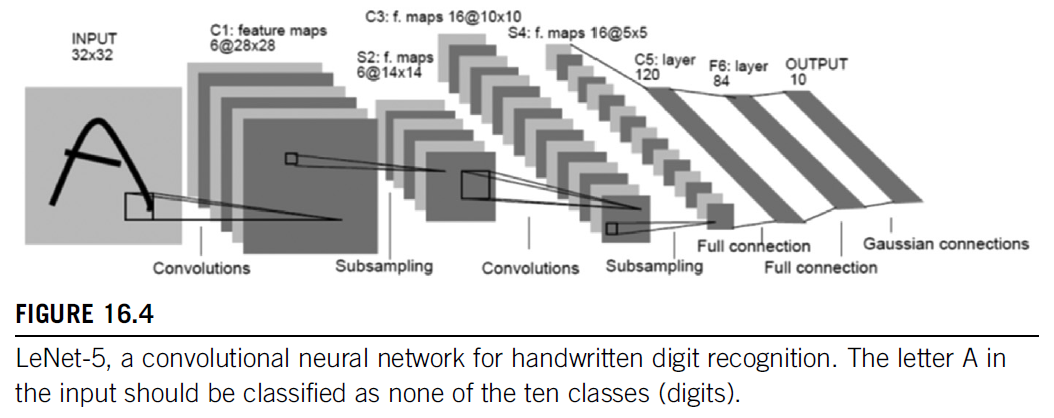 INPUT
32x32
C1: feature maps
6@28x28
S2: f. maps
6@14x14
C3: f. maps 16@10x10
S4: f. maps 16@5x5
C5: layer
120
F6: layer
84
OUTPUT
10
Convolutions
Subsampling
Convolutions
Subsampling
Full connection
Full connection
Gaussian connections
FIGURE 16.4
LeNet-5, a convolutional neural network for handwritten digit recognition. The letter A in
the input should be classified as none of the ten classes (digits).